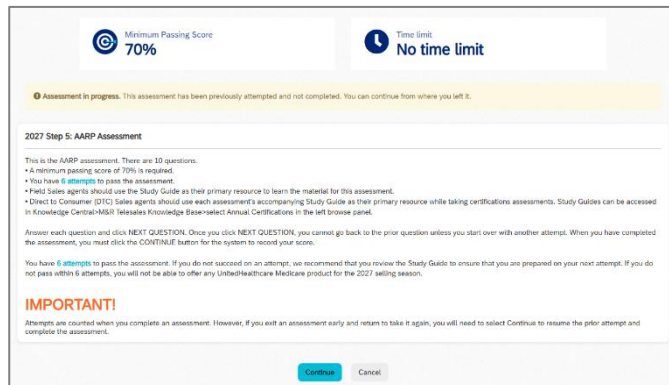 Minimum Passing Score
70%
Time limit
No time limit
Assessment in progress. This assessment has been previously attempted and not completed. You can continue from where you left it.
2027 Step 5: AARP Assessment
This is the AARP assessment. There are 10 questions.
• A minimum passing score of 70% is required.
• You have 6 attempts to pass the assessment.
• Field Sales agents should use the Study Guide as their primary resource to learn the material for this assessment.
• Direct to Consumer (DTC) Sales agents should use each assessment's accompanying Study Guide as their primary resource while taking certifications assessments. Study Guides can be accessed
in Knowledge Central>M&R Telesales Knowledge Base>select Annual Certifications in the left browse panel.
Answer each question and click NEXT QUESTION. Once you click NEXT QUESTION, you cannot go back to the prior question unless you start over with another attempt. When you have completed
the assessment, you must click the CONTINUE button for the system to record your score.
You have 6 attempts to pass the assessment. If you do not succeed on an attempt, we recommend that you review the Study Guide to ensure that you are prepared on your next attempt. If you do
not pass within 6 attempts, you will not be able to offer any UnitedHealthcare Medicare product for the 2027 selling season.
IMPORTANT!
Attempts are counted when you complete an assessment. However, if you exit an assessment early and return to take it again, you will need to select Continue to resume the prior attempt and
complete the assessment.
Continue
Cancel